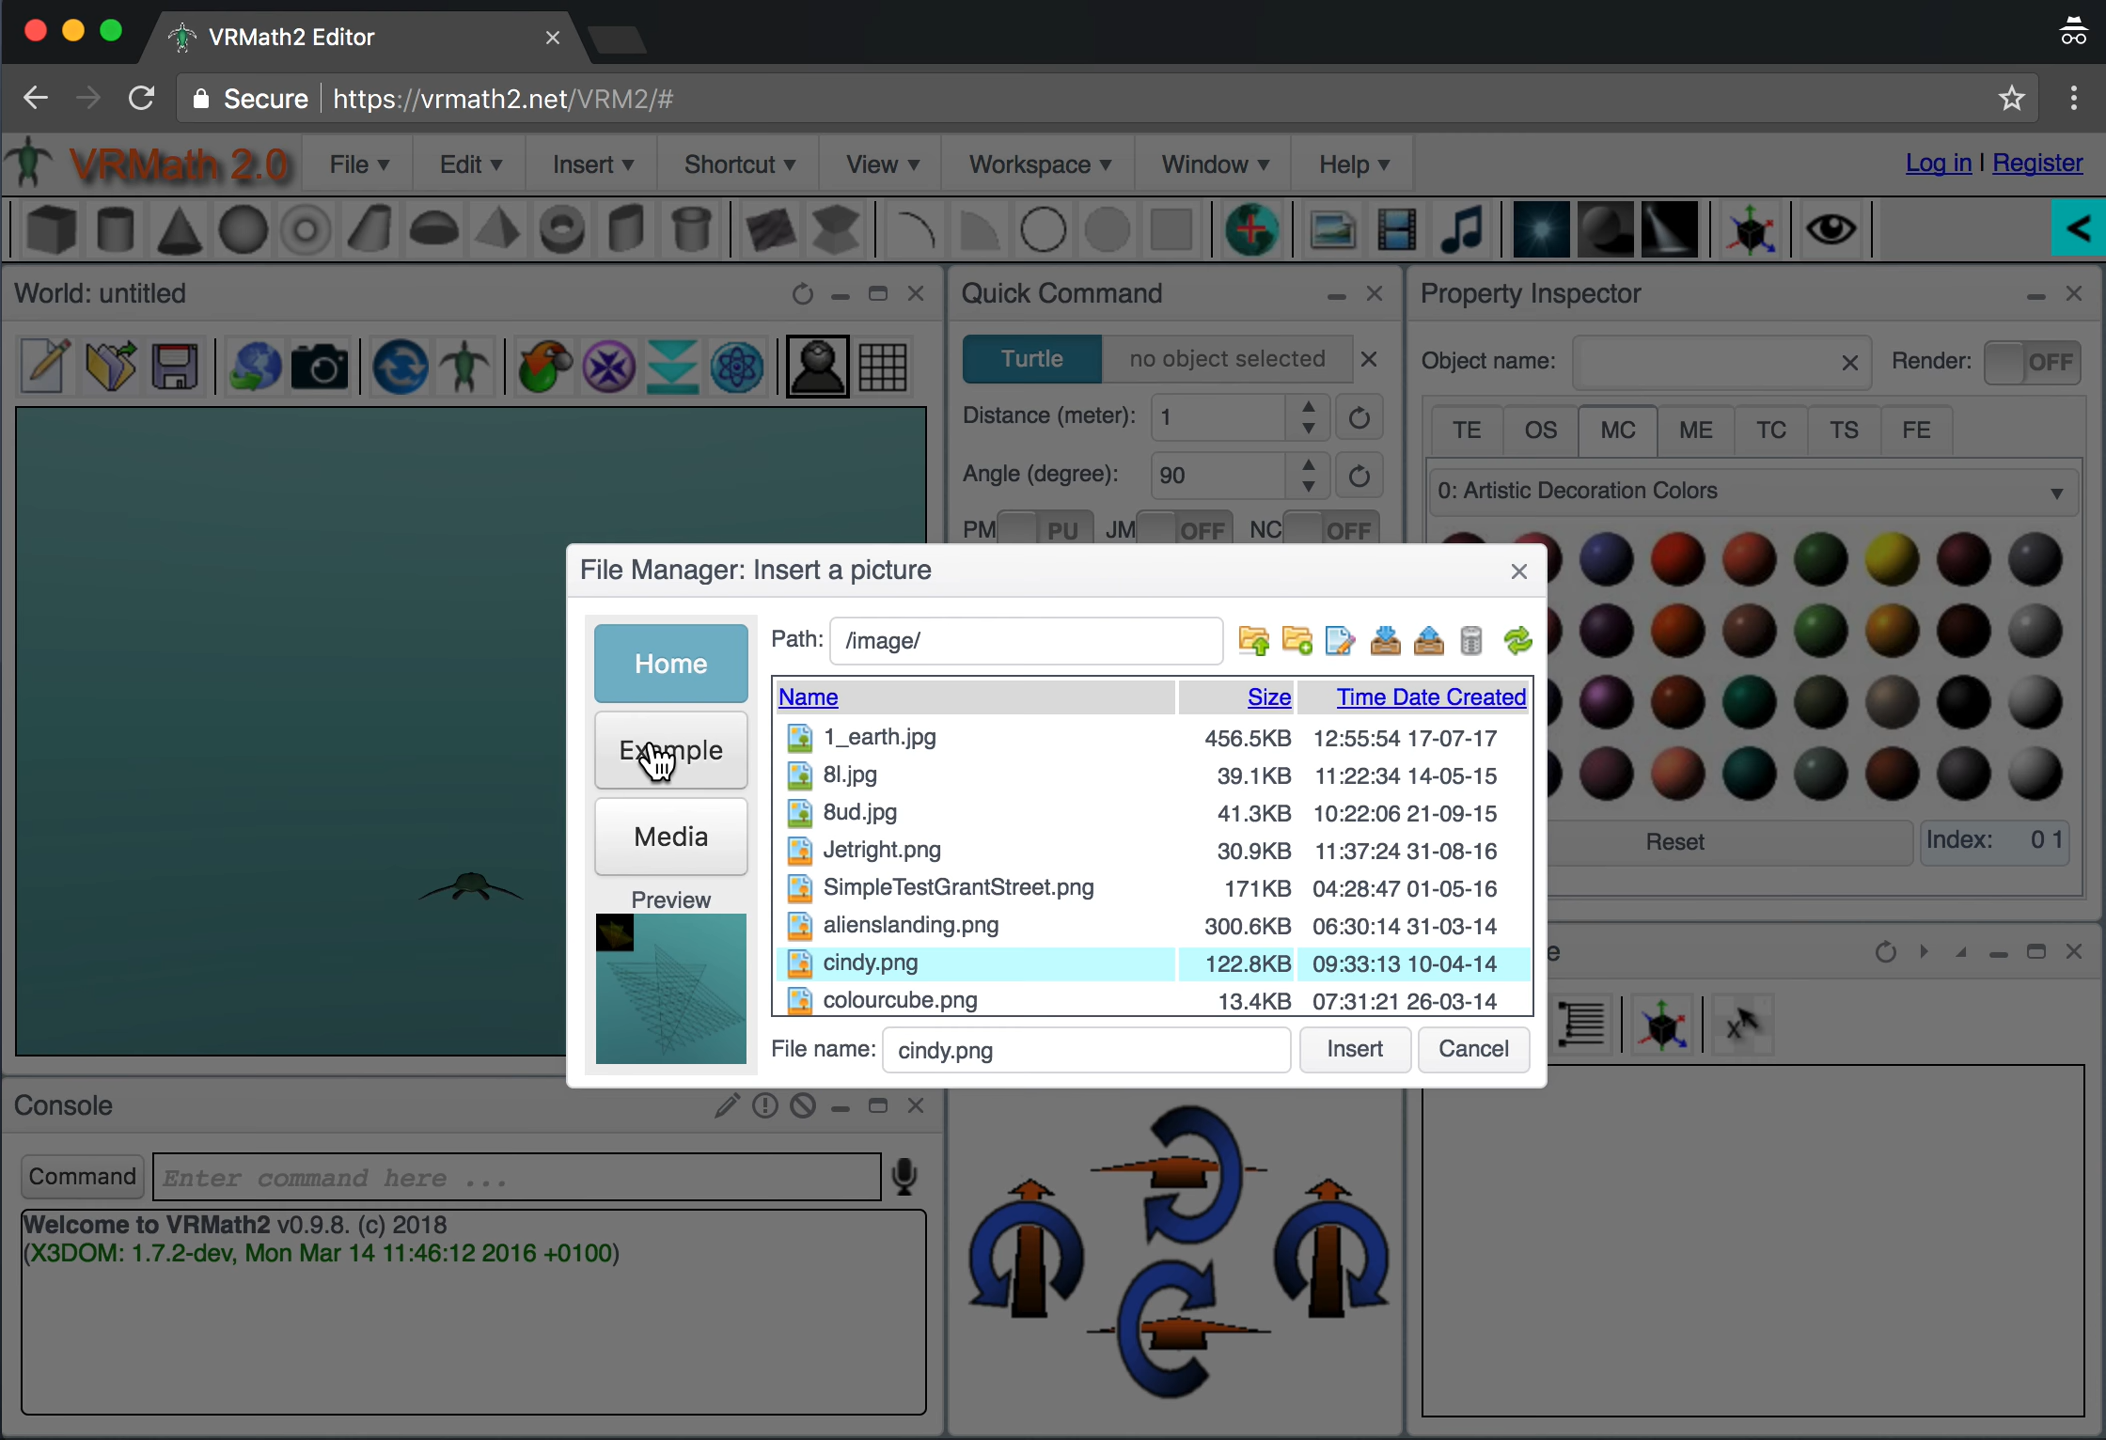 VRMath2 Editor
Secure https://vrmath2.net/VRM2/#
VRMath 2.0 File Edit Insert Shortcut View Workspace Window Help Log in | Register
World: untitled
Quick Command
Turtle no object selected
Distance (meter): 1
Angle (degree): 90
PM PU JM OFF NC OFF
Property Inspector
Object name: Render: OFF
TE OS MC ME TC TS FE
0: Artistic Decoration Colors
Reset Index: 0 1
File Manager: Insert a picture
Home
Example
Media
Preview
Path: /image/
Name Size Time Date Created
1_earth.jpg 456.5KB 12:55:54 17-07-17
8l.jpg 39.1KB 11:22:34 14-05-15
8ud.jpg 41.3KB 10:22:06 21-09-15
Jetright.png 30.9KB 11:37:24 31-08-16
SimpleTestGrantStreet.png 171KB 04:28:47 01-05-16
alienslanding.png 300.6KB 06:30:14 31-03-14
cindy.png 122.8KB 09:33:13 10-04-14
colourcube.png 13.4KB 07:31:21 26-03-14
File name: cindy.png Insert Cancel
Console
Command Enter command here ...
Welcome to VRMath2 v0.9.8. (c) 2018
(X3DOM: 1.7.2-dev, Mon Mar 14 11:46:12 2016 +0100)